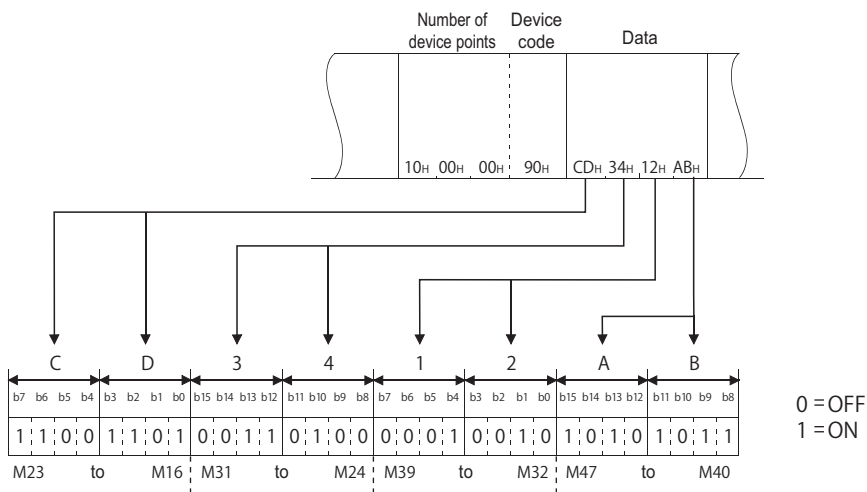 Number of device points Device code Data
10H 00H 00H 90H CDH 34H 12H ABH
C D 3 4 1 2 A B
b7 b6 b5 b4 b3 b2 b1 b0 b15 b14 b13 b12 b11 b10 b9 b8 b7 b6 b5 b4 b3 b2 b1 b0 b15 b14 b13 b12 b11 b10 b9 b8
1 1 0 0 1 1 0 1 0 0 1 1 0 1 0 0 0 0 0 1 0 0 1 0 1 0 1 0 1 0 1 1
M23 to M16 M31 to M24 M39 to M32 M47 to M40
0 = OFF
1 = ON